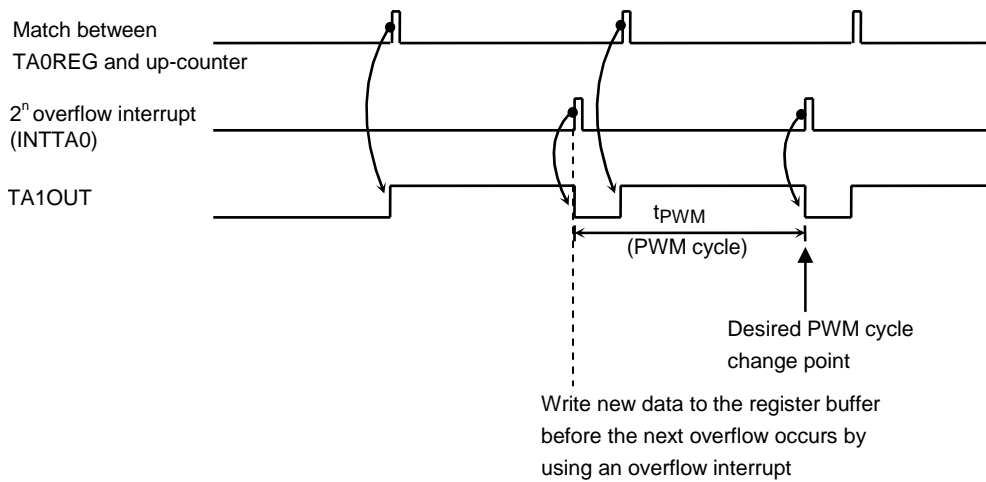 Match between
TA0REG and up-counter
2n overflow interrupt
(INTTA0)
TA1OUT
tPWM
(PWM cycle)
Desired PWM cycle
change point
Write new data to the register buffer
before the next overflow occurs by
using an overflow interrupt